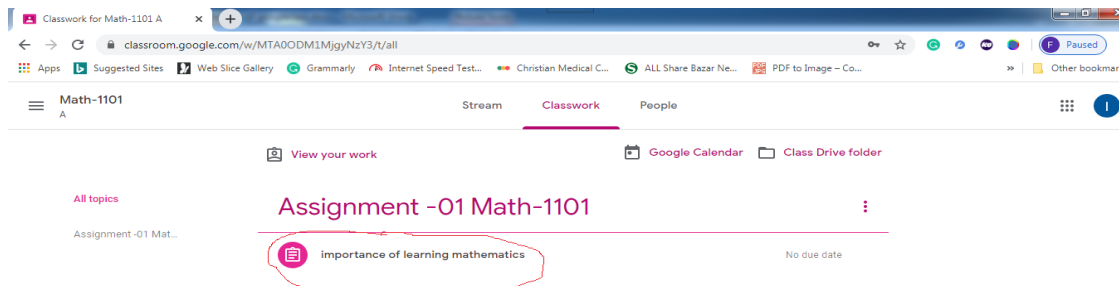 Classwork for Math-1101 A
classroom.google.com/w/MTA0ODM1MjgyNzY3/t/all
F Paused
Apps Suggested Sites Web Slice Gallery Grammarly Internet Speed Test... Christian Medical C... ALL Share Bazar Ne... PDF to Image – Co... » Other bookmar
Math-1101
A
Stream Classwork People
I
View your work Google Calendar Class Drive folder
All topics
Assignment -01 Math-1101
Assignment -01 Mat...
importance of learning mathematics No due date